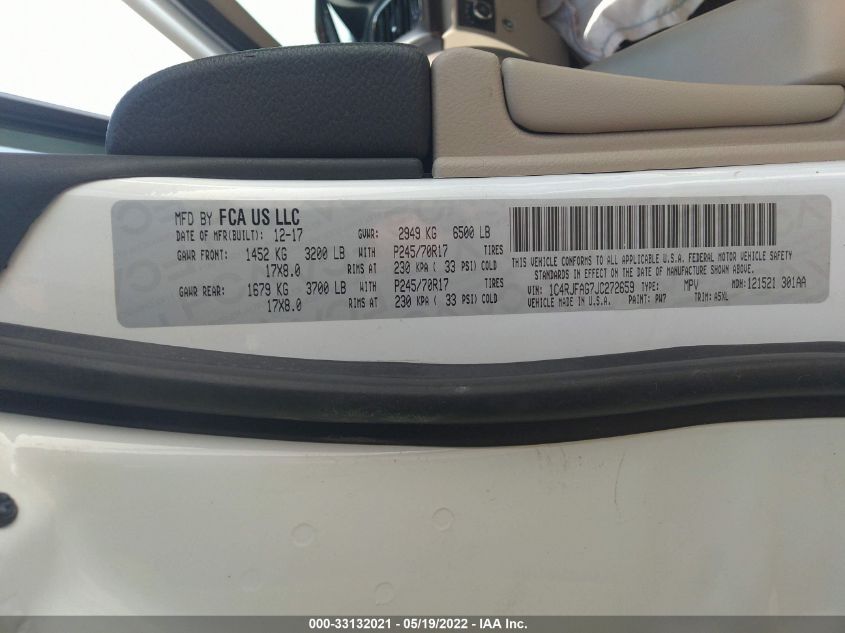 MFD BY FCA US LLC
DATE OF MFR(BUILT): 12-17 GVWR: 2949 KG 6500 LB
GAWR FRONT: 1452 KG 3200 LB WITH P245/70R17 TIRES
17X8.0 RIMS AT 230 KPA ( 33 PSI) COLD
GAWR REAR: 1679 KG 3700 LB WITH P245/70R17 TIRES
17X8.0 RIMS AT 230 KPA ( 33 PSI) COLD
THIS VEHICLE CONFORMS TO ALL APPLICABLE U.S.A. FEDERAL MOTOR VEHICLE SAFETY
STANDARDS IN EFFECT ON THE DATE OF MANUFACTURE SHOWN ABOVE.
VIN: 1C4RJFAG7JC272659 TYPE: MPV MDH: 121521 301AA
VEHICLE MADE IN U.S.A. PAINT: PW7 TRIM: A5XL
000-33132021 - 05/19/2022 - IAA Inc.